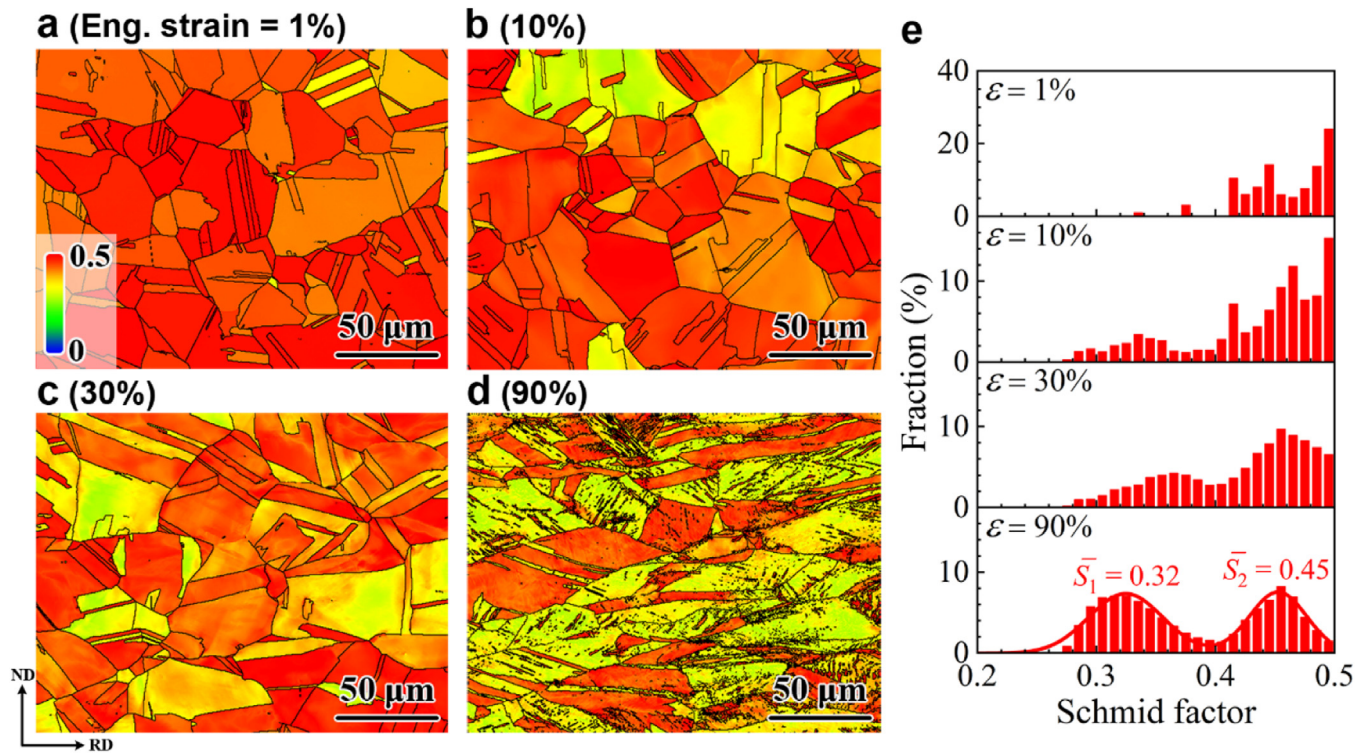 a (Eng. strain = 1%)
b (10%)
e
0.5
0
50 μm
50 μm
c (30%)
d (90%)
50 μm
50 μm
ND
RD
40
20
0
ε = 1%
10
0
ε = 10%
10
0
ε = 30%
10
0
ε = 90%
S̅₁ = 0.32
S̅₂ = 0.45
Fraction (%)
0.2 0.3 0.4 0.5
Schmid factor